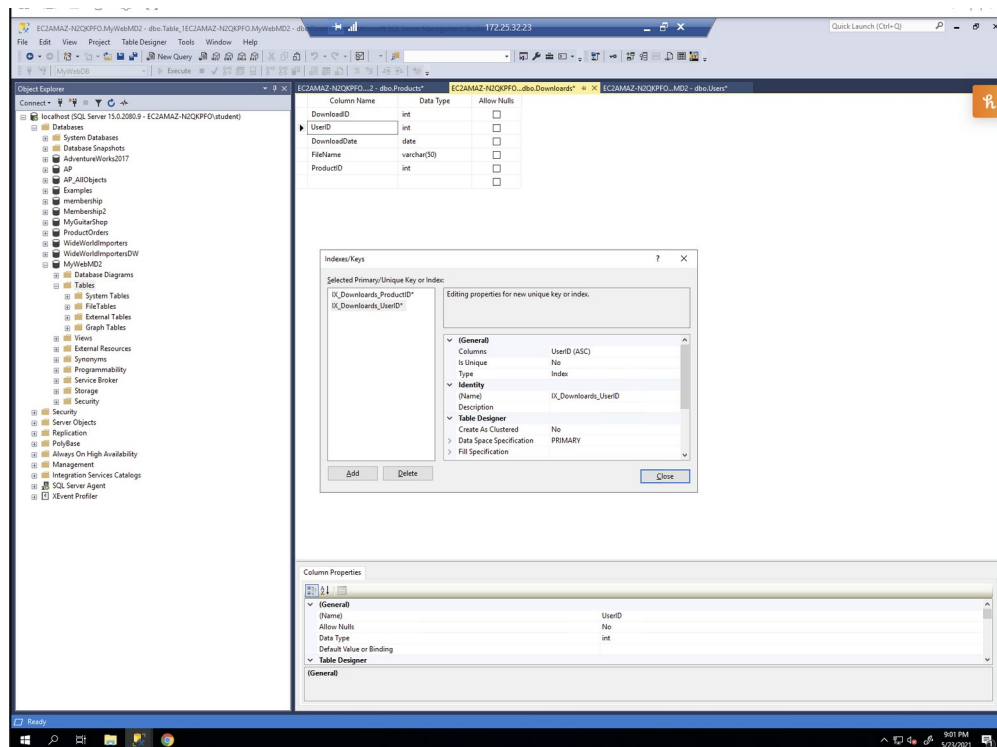 EC2AMAZ-N2QKPFO.MyWebMD2 - dbo.Table_1EC2AMAZ-N2QKPFO.MyWebMD2 -
172.25.32.23
Quick Launch (Ctrl+Q)
File Edit View Project Table Designer Tools Window Help
New Query
MyWebDB Execute
Object Explorer
EC2AMAZ-N2QKPFO....2 - dbo.Products*
EC2AMAZ-N2QKPFO...dbo.Downloards*
EC2AMAZ-N2QKPFO...MD2 - dbo.Users*
Connect
localhost (SQL Server 15.0.2080.9 - EC2AMAZ-N2QKPFO\student)
Databases
System Databases
Database Snapshots
AdventureWorks2017
AP
AP_AllObjects
Examples
membership
Membership2
MyGuitarShop
ProductOrders
WideWorldImporters
WideWorldImportersDW
MyWebMD2
Database Diagrams
Tables
System Tables
FileTables
External Tables
Graph Tables
Views
External Resources
Synonyms
Programmability
Service Broker
Storage
Security
Security
Server Objects
Replication
PolyBase
Always On High Availability
Management
Integration Services Catalogs
SQL Server Agent
XEvent Profiler
Column Name Data Type Allow Nulls
DownloadID int
UserID int
DownloadDate date
FileName varchar(50)
ProductID int
Indexes/Keys
Selected Primary/Unique Key or Index:
IX_Downloards_ProductID*
IX_Downloards_UserID*
Editing properties for new unique key or index.
(General)
Columns UserID (ASC)
Is Unique No
Type Index
Identity
(Name) IX_Downloards_UserID
Description
Table Designer
Create As Clustered No
Data Space Specification PRIMARY
Fill Specification
Add Delete Close
Column Properties
(General)
(Name) UserID
Allow Nulls No
Data Type int
Default Value or Binding
Table Designer
(General)
Ready
9:01 PM
5/23/2021